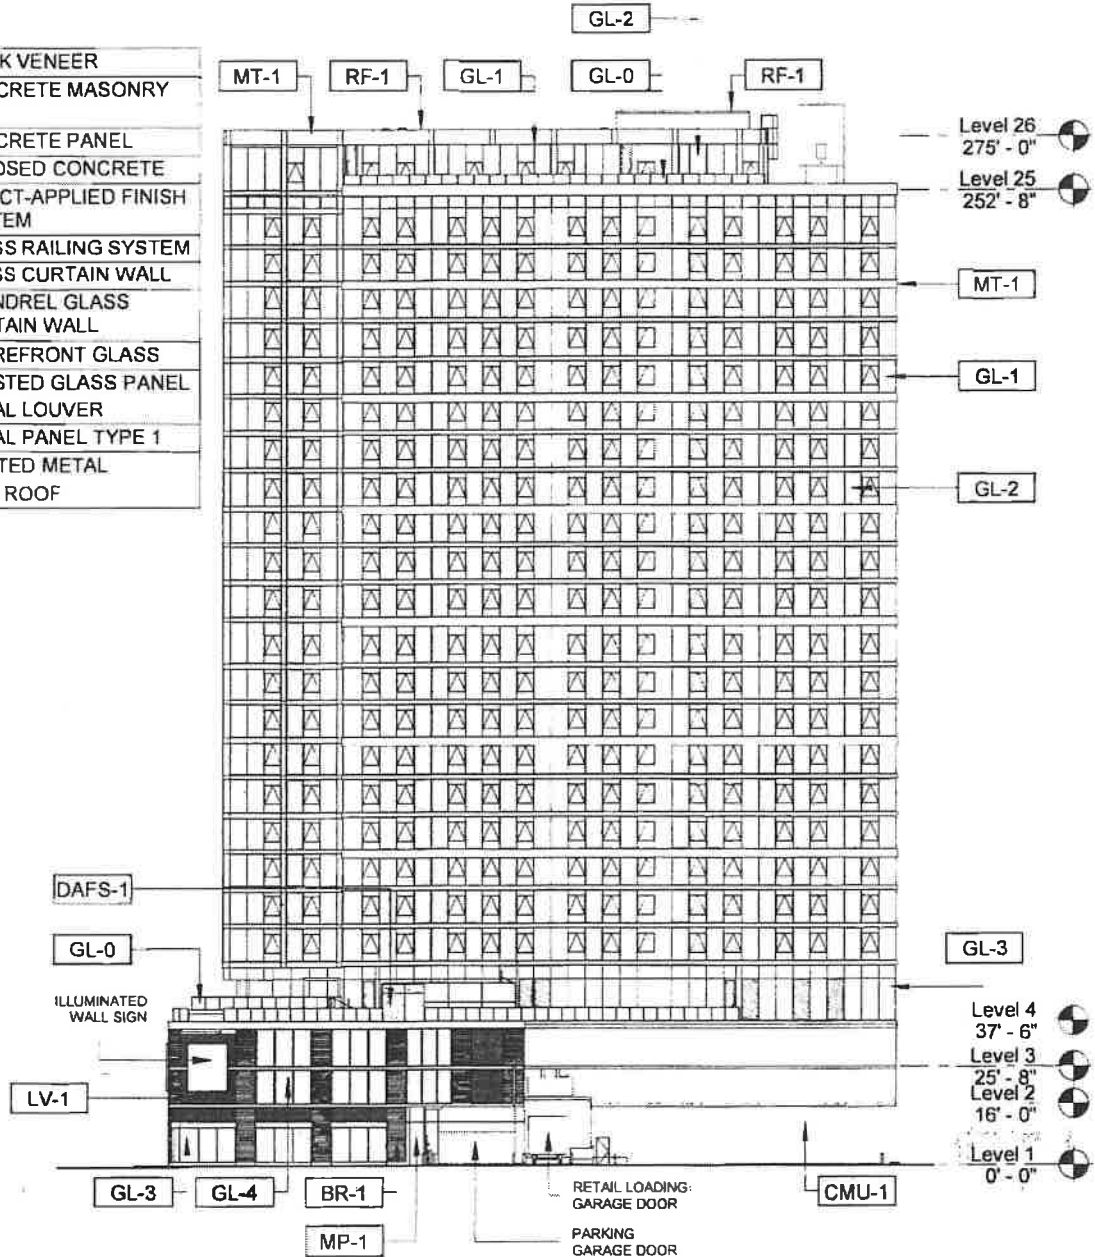 GL-2
K VENEER
CRETE MASONRY
CRETE PANEL
OSED CONCRETE
CT-APPLIED FINISH
TEM
SS RAILING SYSTEM
SS CURTAIN WALL
NDREL GLASS
TAIN WALL
REFRONT GLASS
STED GLASS PANEL
AL LOUVER
AL PANEL TYPE 1
TED METAL
ROOF
MT-1
RF-1
GL-1
GL-0
RF-1
Level 26
275' - 0"
Level 25
252' - 8"
MT-1
GL-1
GL-2
DAFS-1
GL-0
GL-3
ILLUMINATED
WALL SIGN
Level 4
37' - 6"
Level 3
25' - 8"
Level 2
16' - 0"
LV-1
Level 1
0' - 0"
GL-3
GL-4
BR-1
RETAIL LOADING:
GARAGE DOOR
CMU-1
MP-1
PARKING
GARAGE DOOR